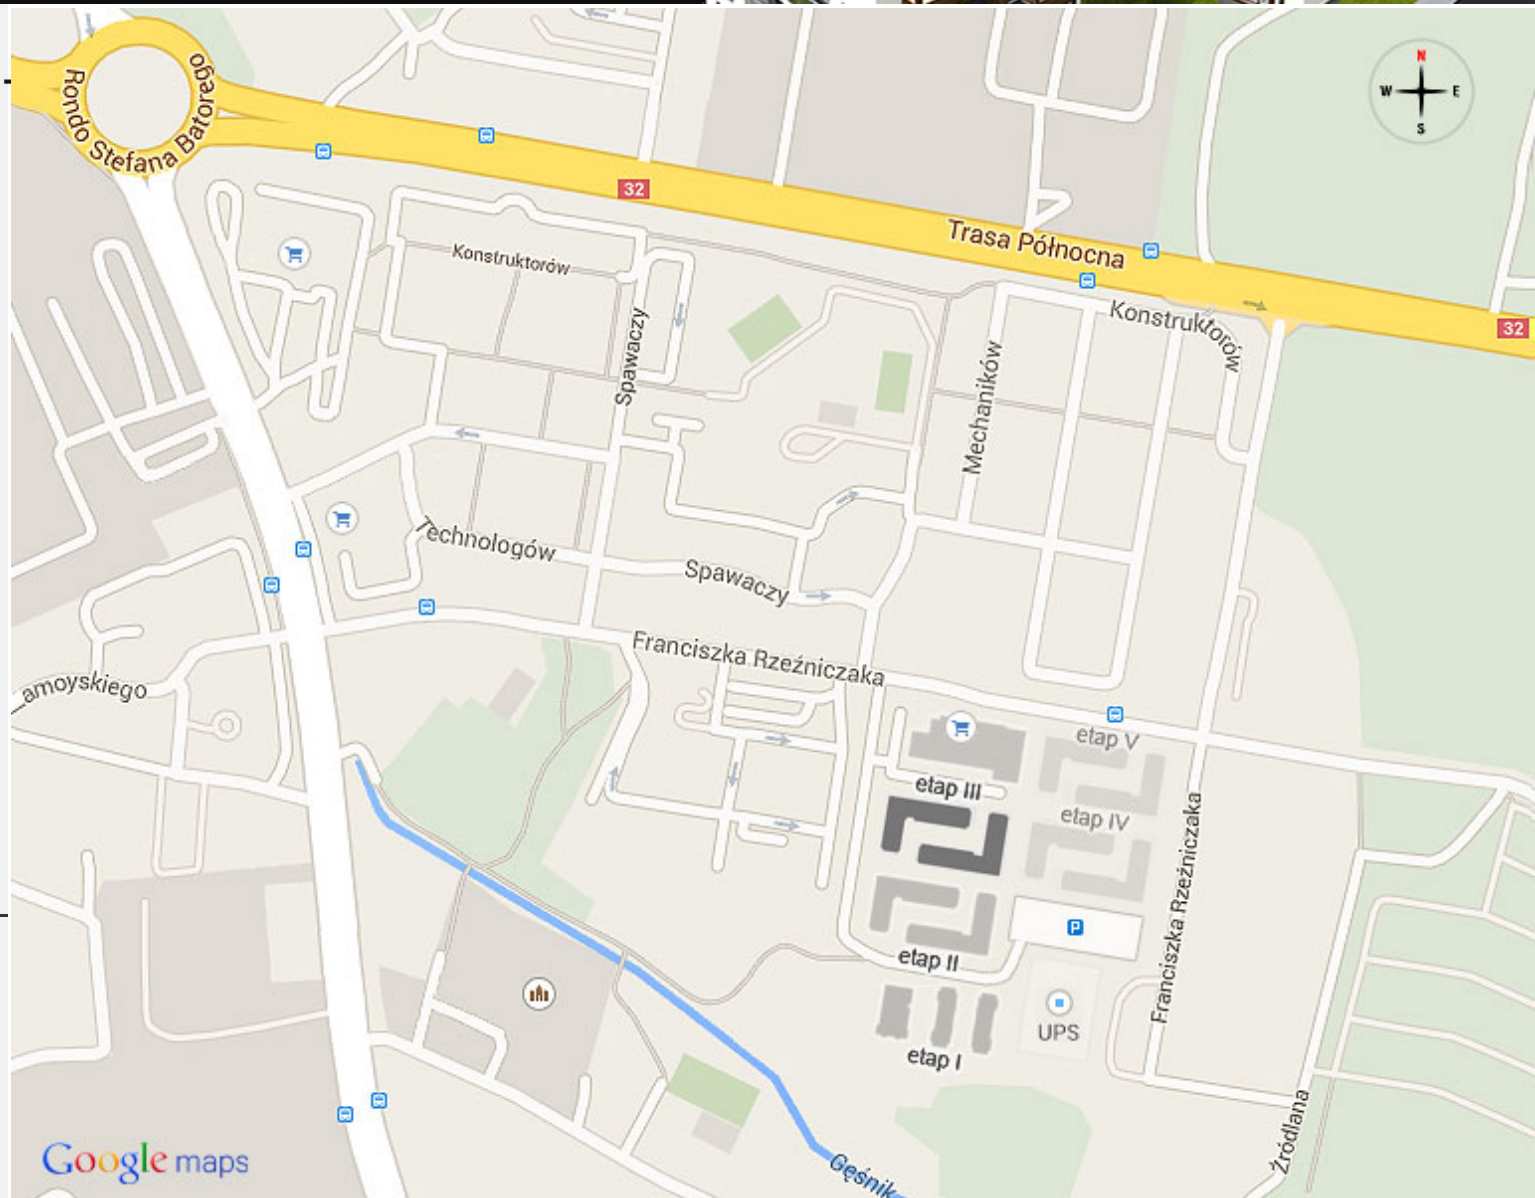 Rondo Stefana Batorego
N
W E
S
32
Trasa Północna
Konstruktorów
Konstruktorów
32
Spawaczy
Mechaników
Technologów
Spawaczy
Franciszka Rzeźniczaka
amoyskiego
etap V
etap III
etap IV
Franciszka Rzeźniczaka
P
etap II
UPS
etap I
Źródlana
Google maps
Gęśnik